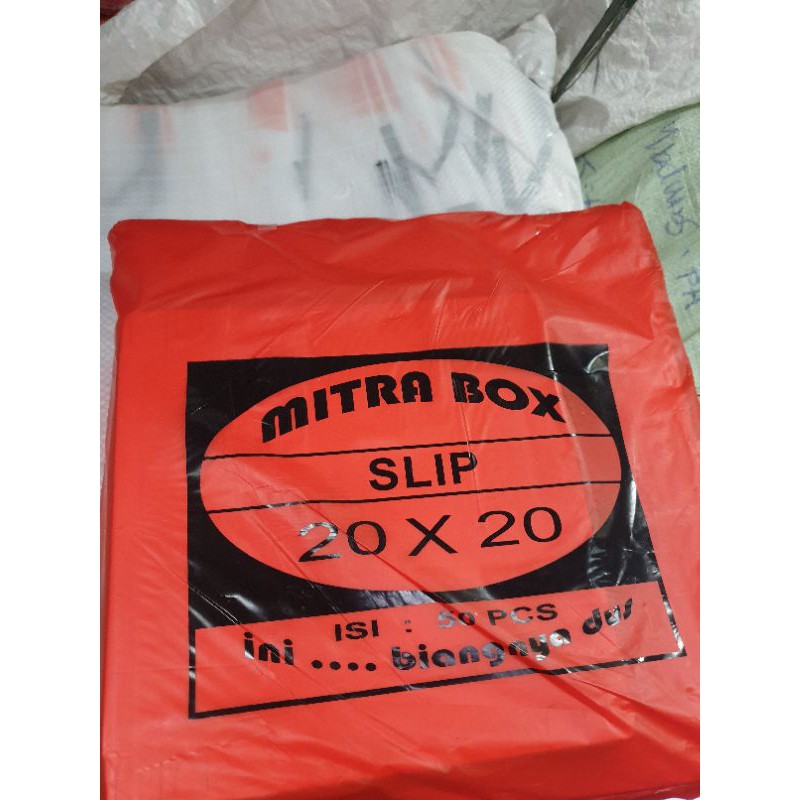 MITRA BOX
SLIP
20 X 20
ISI : 50 PCS
ini .... biangnya dus